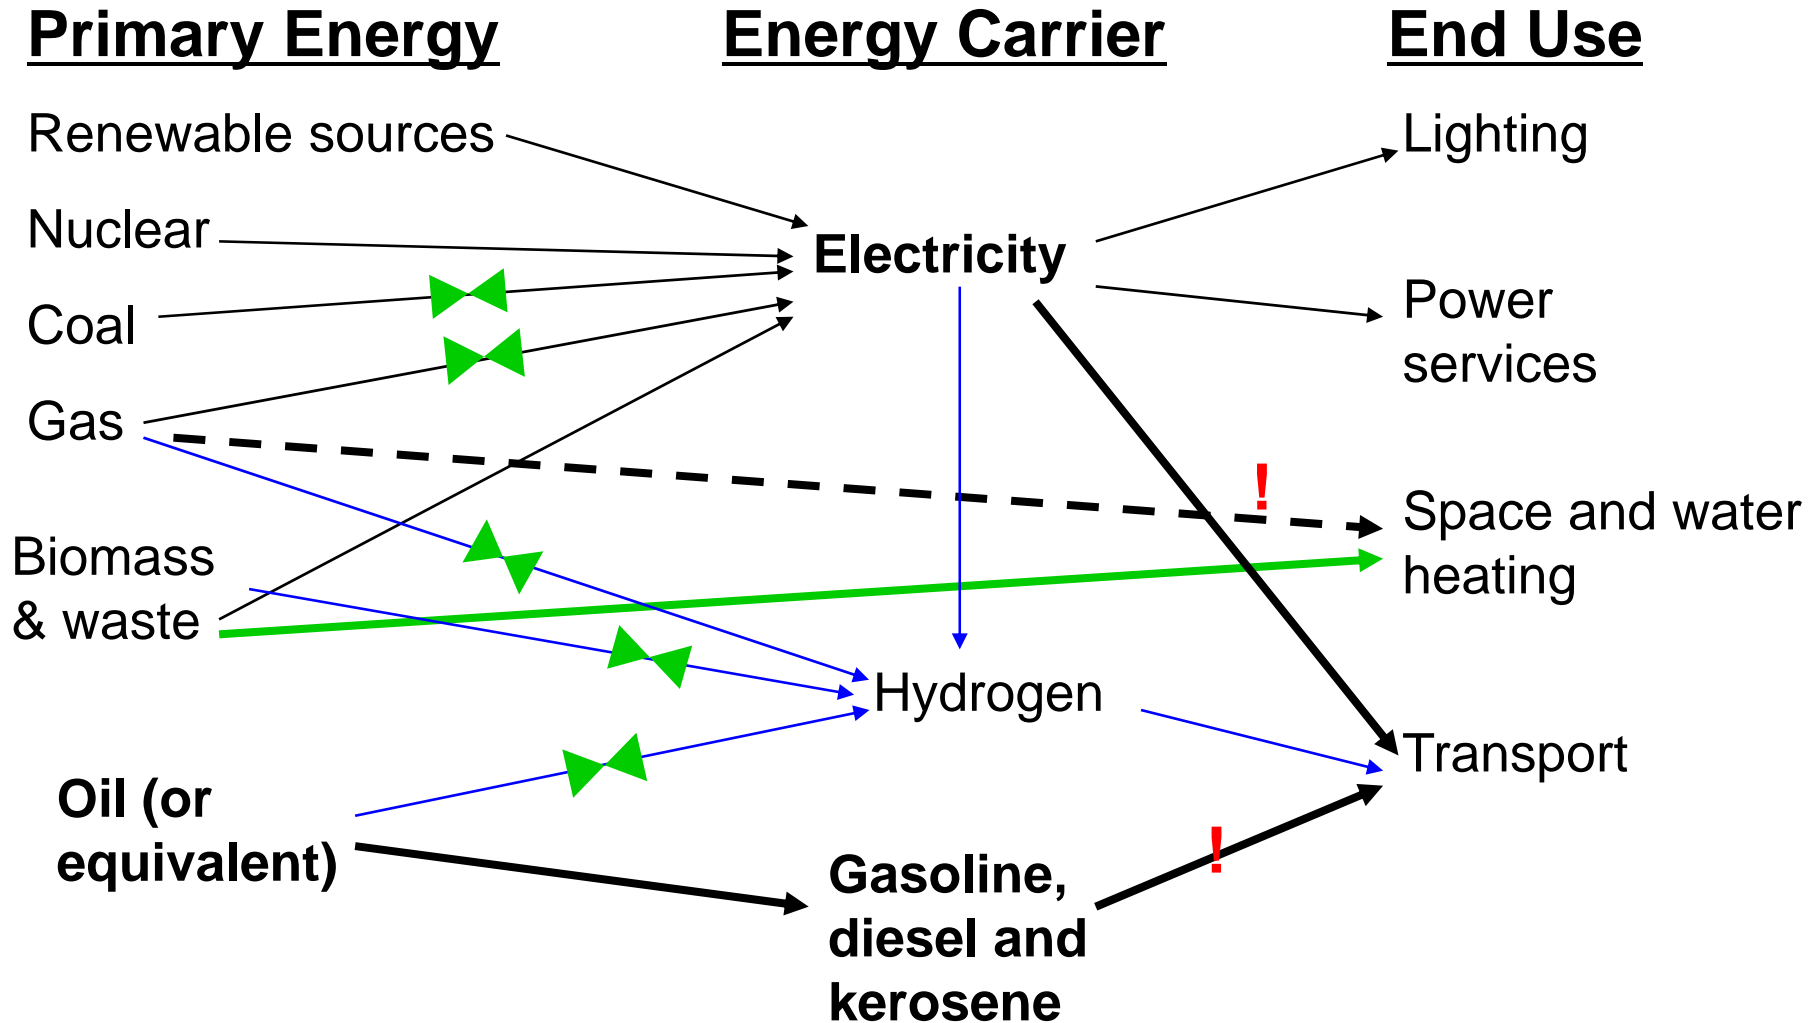 Primary Energy
Energy Carrier
End Use
Renewable sources
Lighting
Nuclear
Electricity
Coal
Power
services
Gas
!
Space and water
heating
Biomass
& waste
Hydrogen
Transport
Oil (or
equivalent)
!
Gasoline,
diesel and
kerosene